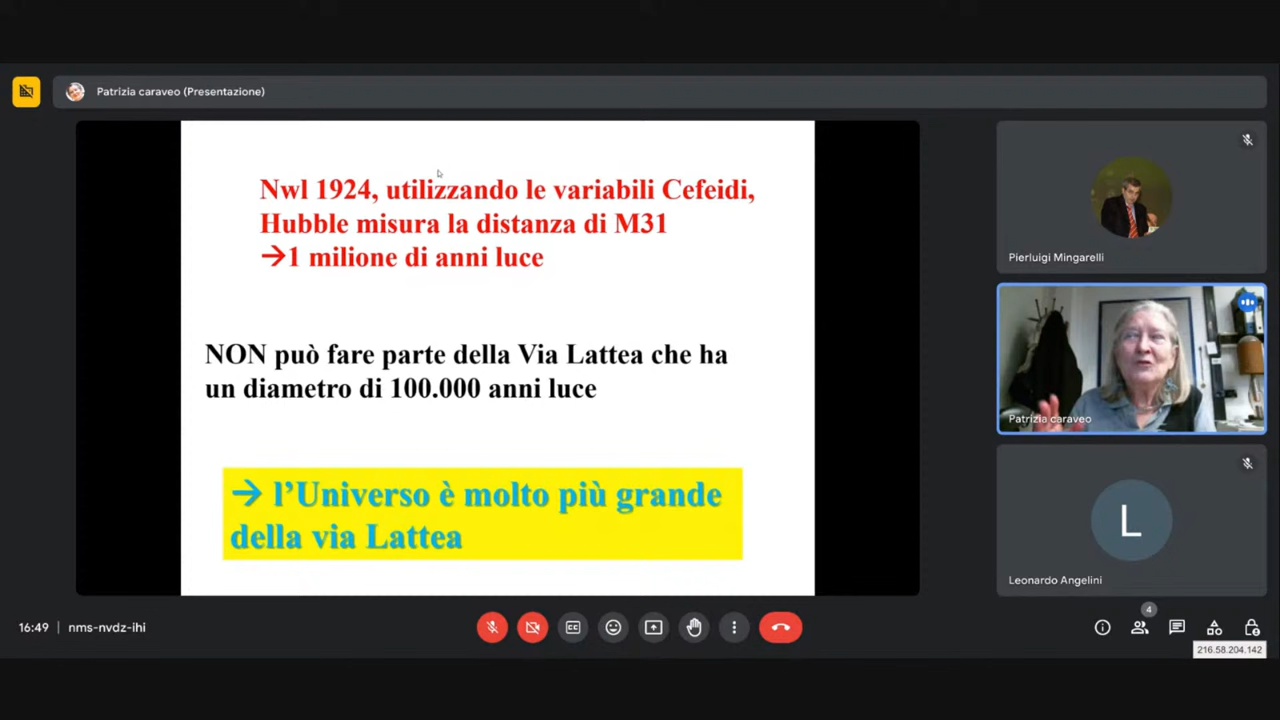 Patrizia caraveo (Presentazione)
Nwl 1924, utilizzando le variabili Cefeidi,
Hubble misura la distanza di M31
→1 milione di anni luce
NON può fare parte della Via Lattea che ha
un diametro di 100.000 anni luce
→ l’Universo è molto più grande
della via Lattea
Pierluigi Mingarelli
Patrizia caraveo
L
Leonardo Angelini
16:49 | nms-nvdz-ihi
CC
4
216.58.204.142